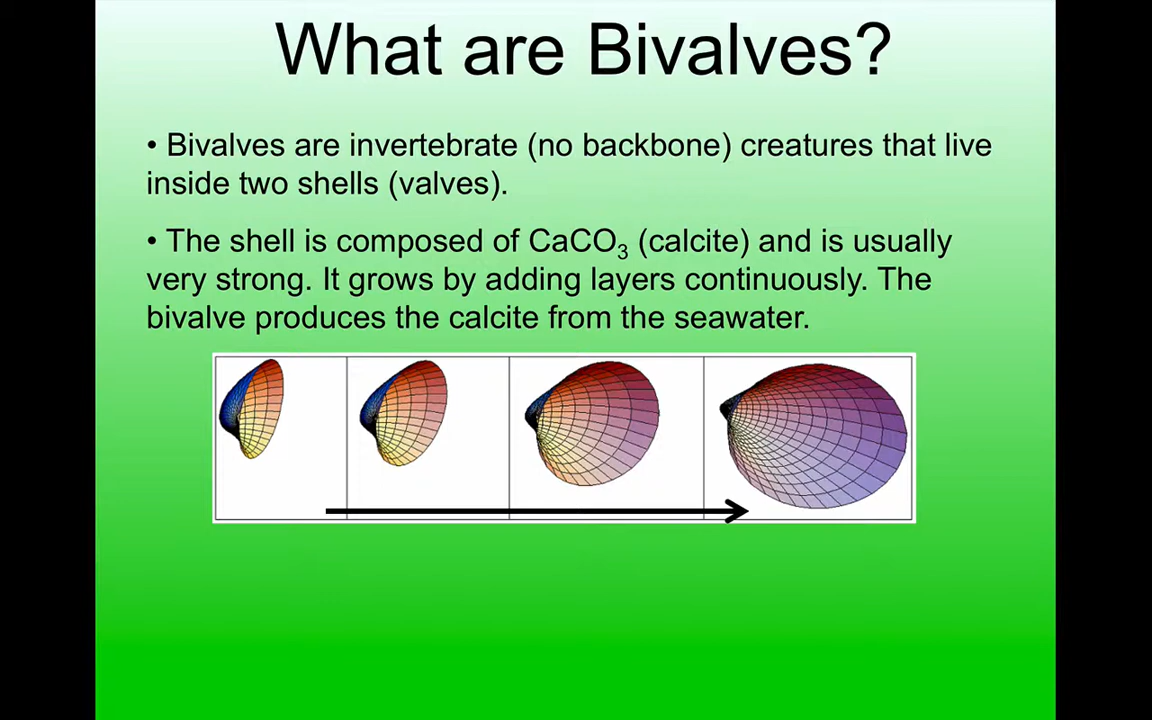 What are Bivalves?
• Bivalves are invertebrate (no backbone) creatures that live
inside two shells (valves).
• The shell is composed of CaCO₃ (calcite) and is usually
very strong. It grows by adding layers continuously. The
bivalve produces the calcite from the seawater.